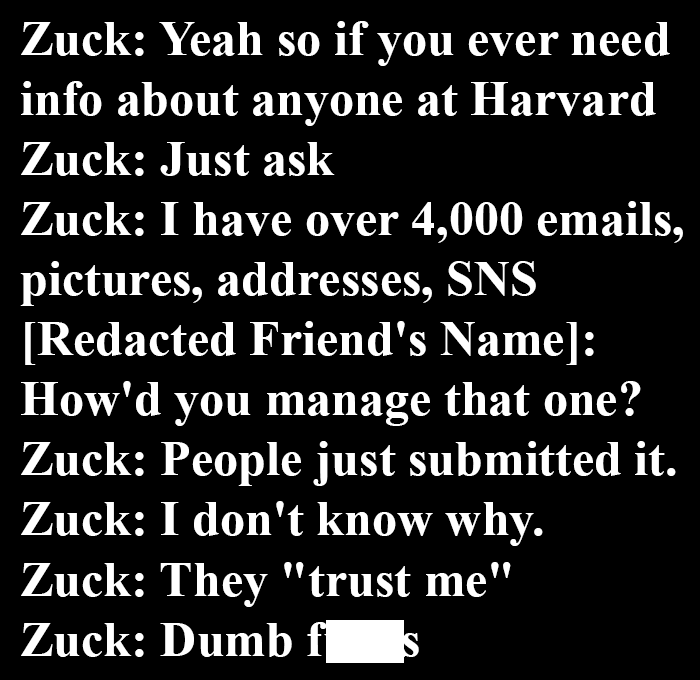 Zuck: Yeah so if you ever need
info about anyone at Harvard
Zuck: Just ask
Zuck: I have over 4,000 emails,
pictures, addresses, SNS
[Redacted Friend's Name]:
How'd you manage that one?
Zuck: People just submitted it.
Zuck: I don't know why.
Zuck: They "trust me"
Zuck: Dumb f s